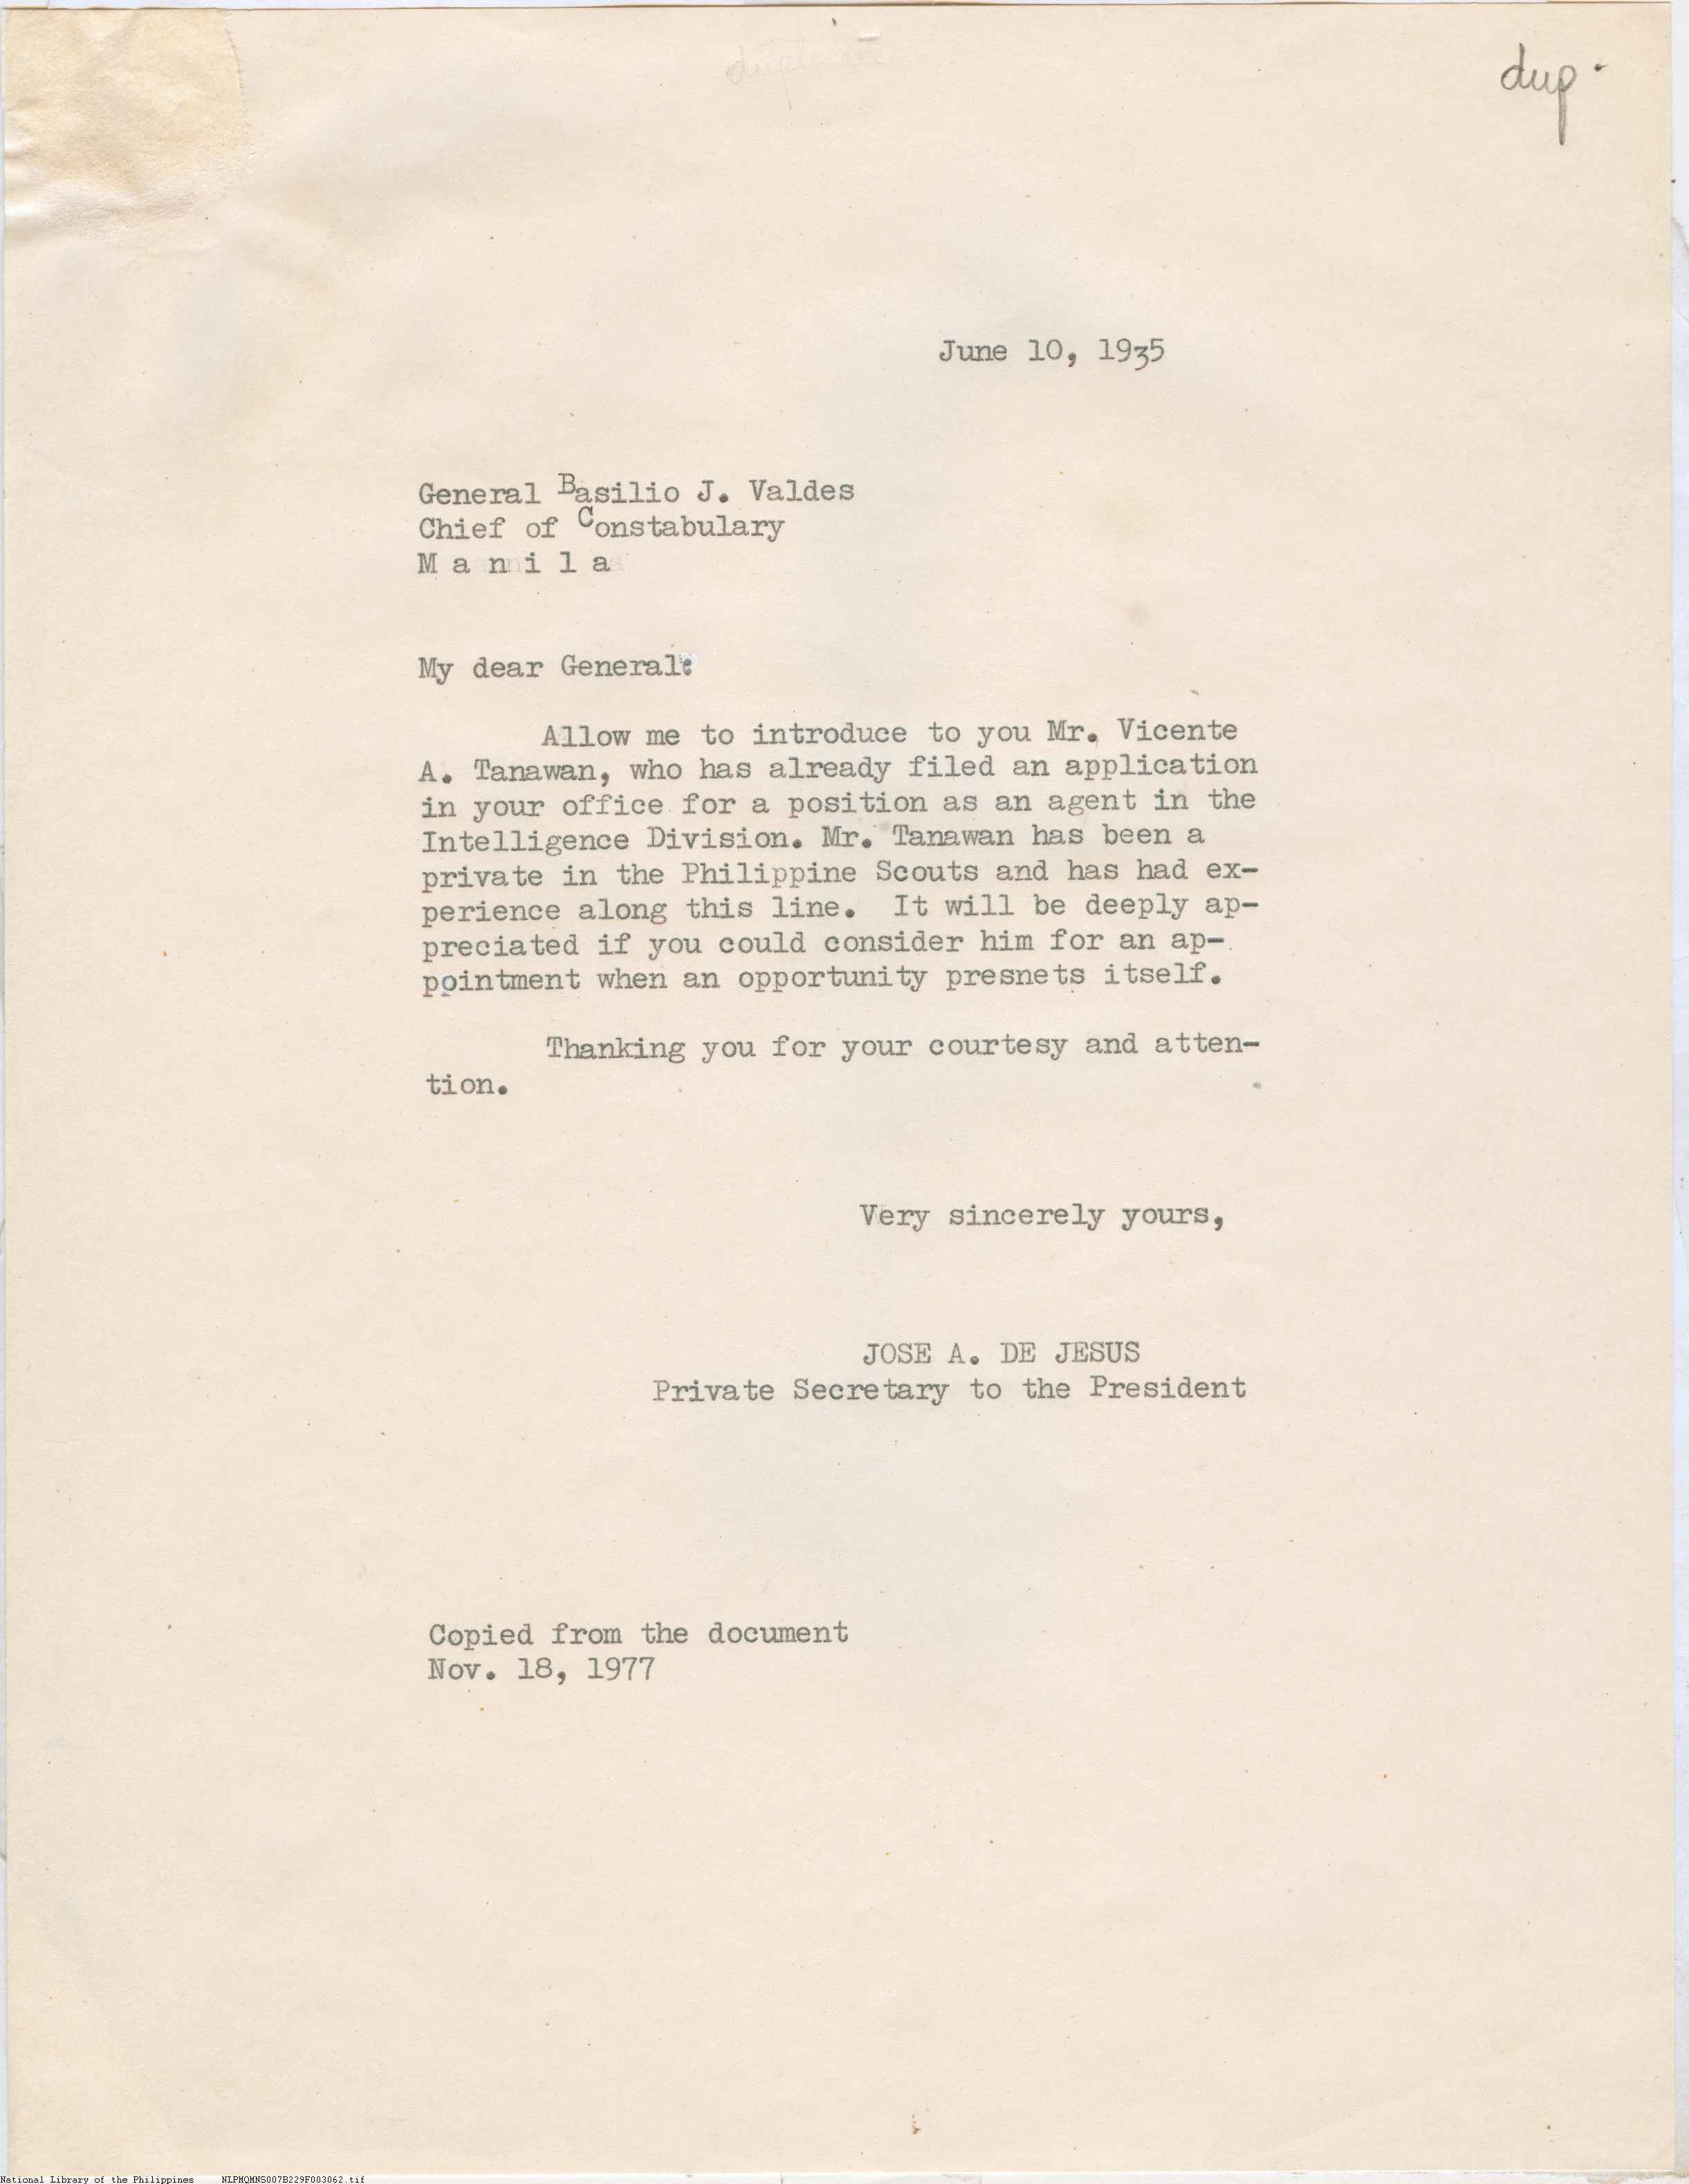 dup.
June 10, 1935
General Basilio J. Valdes
Chief of Constabulary
M a n i l a
My dear General:
Allow me to introduce to you Mr. Vicente
A. Tanawan, who has already filed an application
in your office for a position as an agent in the
Intelligence Division. Mr. Tanawan has been a
private in the Philippine Scouts and has had ex-
perience along this line. It will be deeply ap-
preciated if you could consider him for an ap-
pointment when an opportunity presnets itself.
Thanking you for your courtesy and atten-
tion.
Very sincerely yours,
JOSE A. DE JESUS
Private Secretary to the President
Copied from the document
Nov. 18, 1977
National Library of the Philippines NLPMQMNS007B229F003062.tif